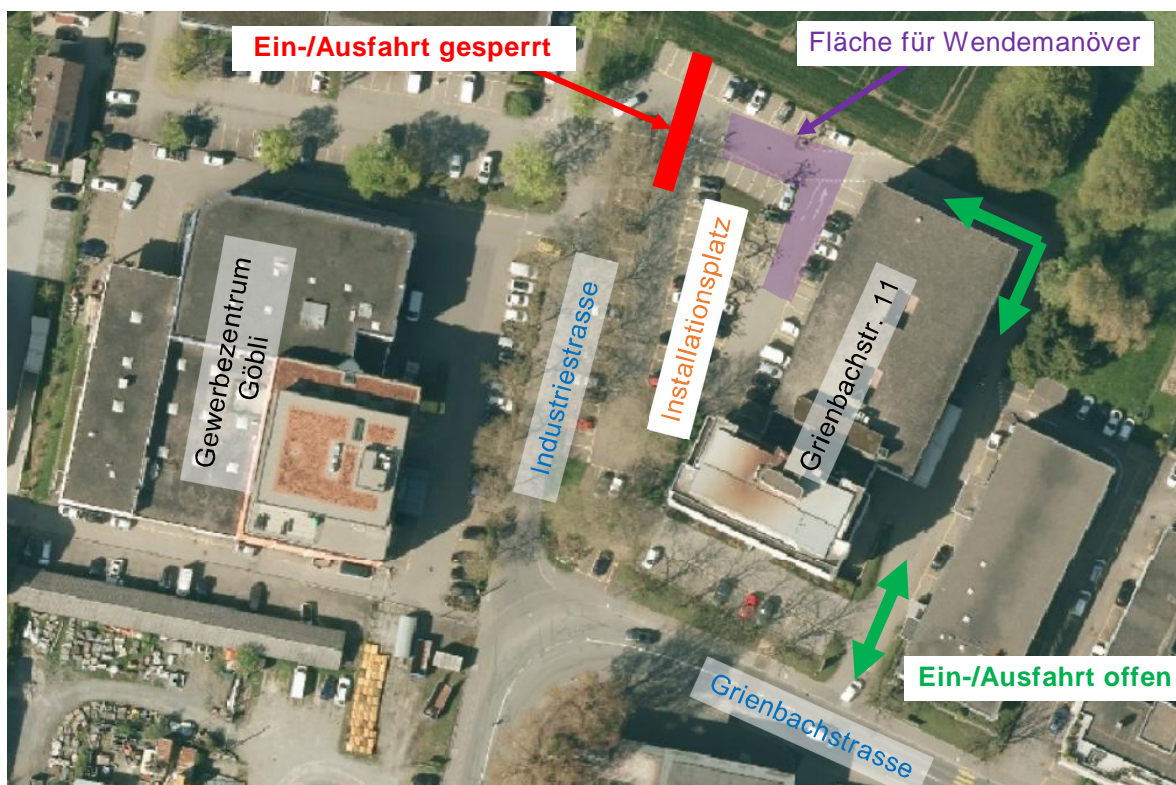 Ein-/Ausfahrt gesperrt
Fläche für Wendemanöver
Gewerbezentrum
Göbli
Industriestrasse
Installationsplatz
Grienbachstr. 11
Ein-/Ausfahrt offen
Grienbachstrasse